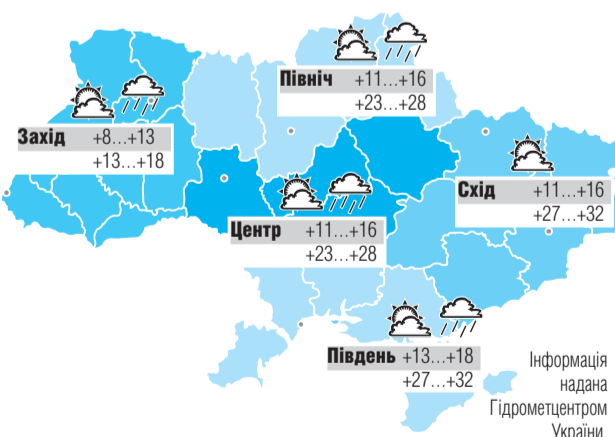 Північ +11...+16
+23...+28
Захід +8...+13
+13...+18
Схід +11...+16
+27...+32
Центр +11...+16
+23...+28
Південь +13...+18
+27...+32
Інформація
надана
Гідрометцентром
України.